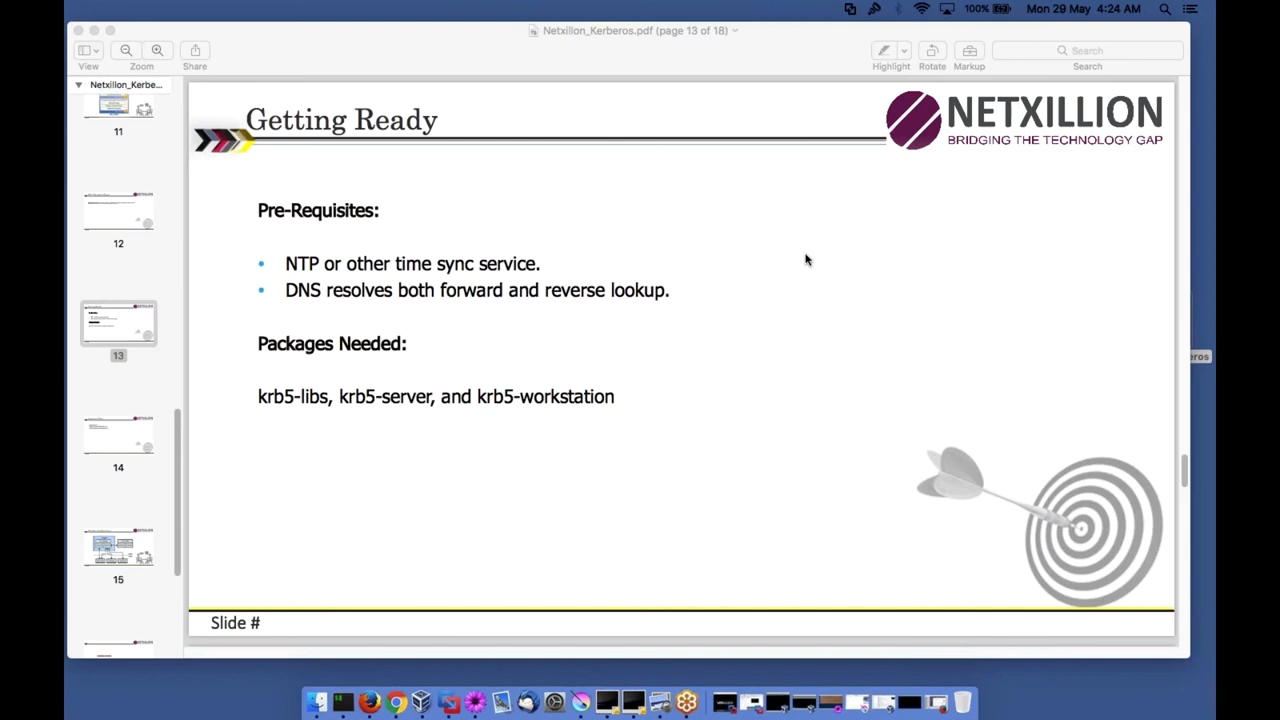 100%
Mon 29 May 4:24 AM
Netxillion_Kerberos.pdf (page 13 of 18)
View
Zoom
Share
Highlight
Rotate
Markup
Search
Search
Netxilion_Kerbe...
11
12
13
14
15
Getting Ready
NETXILLION
BRIDGING THE TECHNOLOGY GAP
Pre-Requisites:
• NTP or other time sync service.
• DNS resolves both forward and reverse lookup.
Packages Needed:
krb5-libs, krb5-server, and krb5-workstation
Slide #
eros